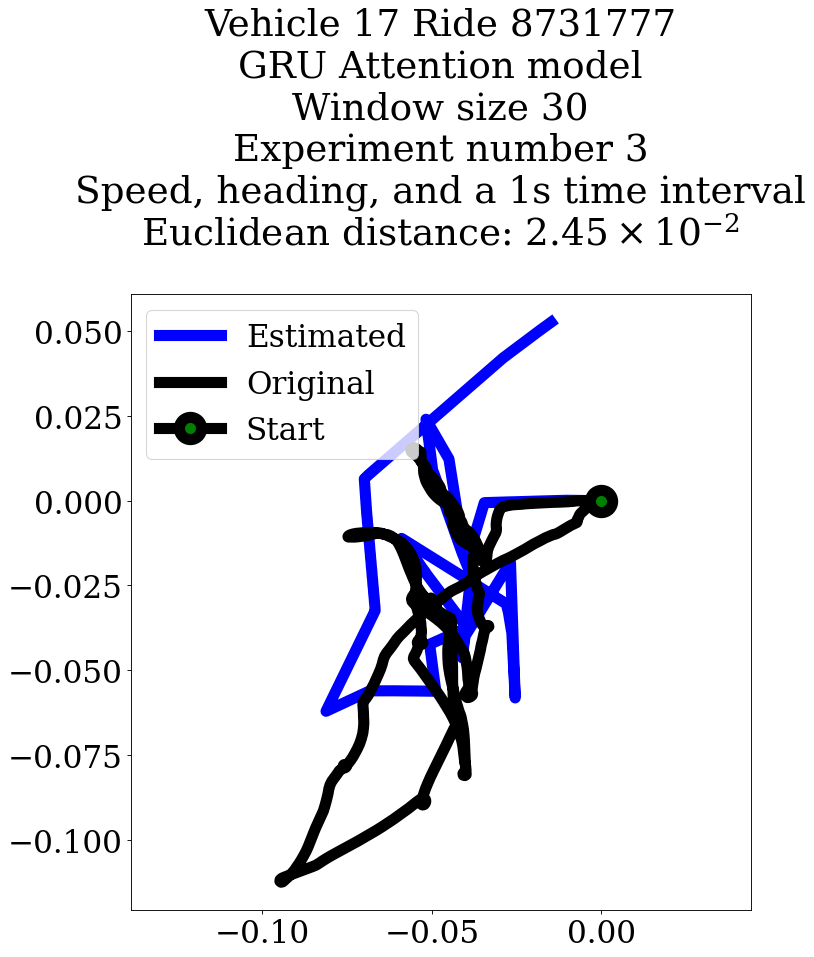 Vehicle 17 Ride 8731777
GRU Attention model
Window size 30
Experiment number 3
Speed, heading, and a 1s time interval
Euclidean distance: 2.45 × 10⁻²
Estimated
Original
Start
0.050
0.025
0.000
−0.025
−0.050
−0.075
−0.100
−0.10
−0.05
0.00